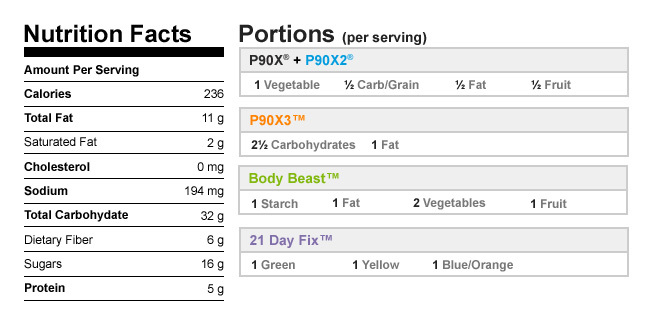 Nutrition Facts
Amount Per Serving
Calories 236
Total Fat 11 g
Saturated Fat 2 g
Cholesterol 0 mg
Sodium 194 mg
Total Carbohydate 32 g
Dietary Fiber 6 g
Sugars 16 g
Protein 5 g
Portions (per serving)
P90X® + P90X2®
1 Vegetable ½ Carb/Grain ½ Fat ½ Fruit
P90X3™
2½ Carbohydrates 1 Fat
Body Beast™
1 Starch 1 Fat 2 Vegetables 1 Fruit
21 Day Fix™
1 Green 1 Yellow 1 Blue/Orange